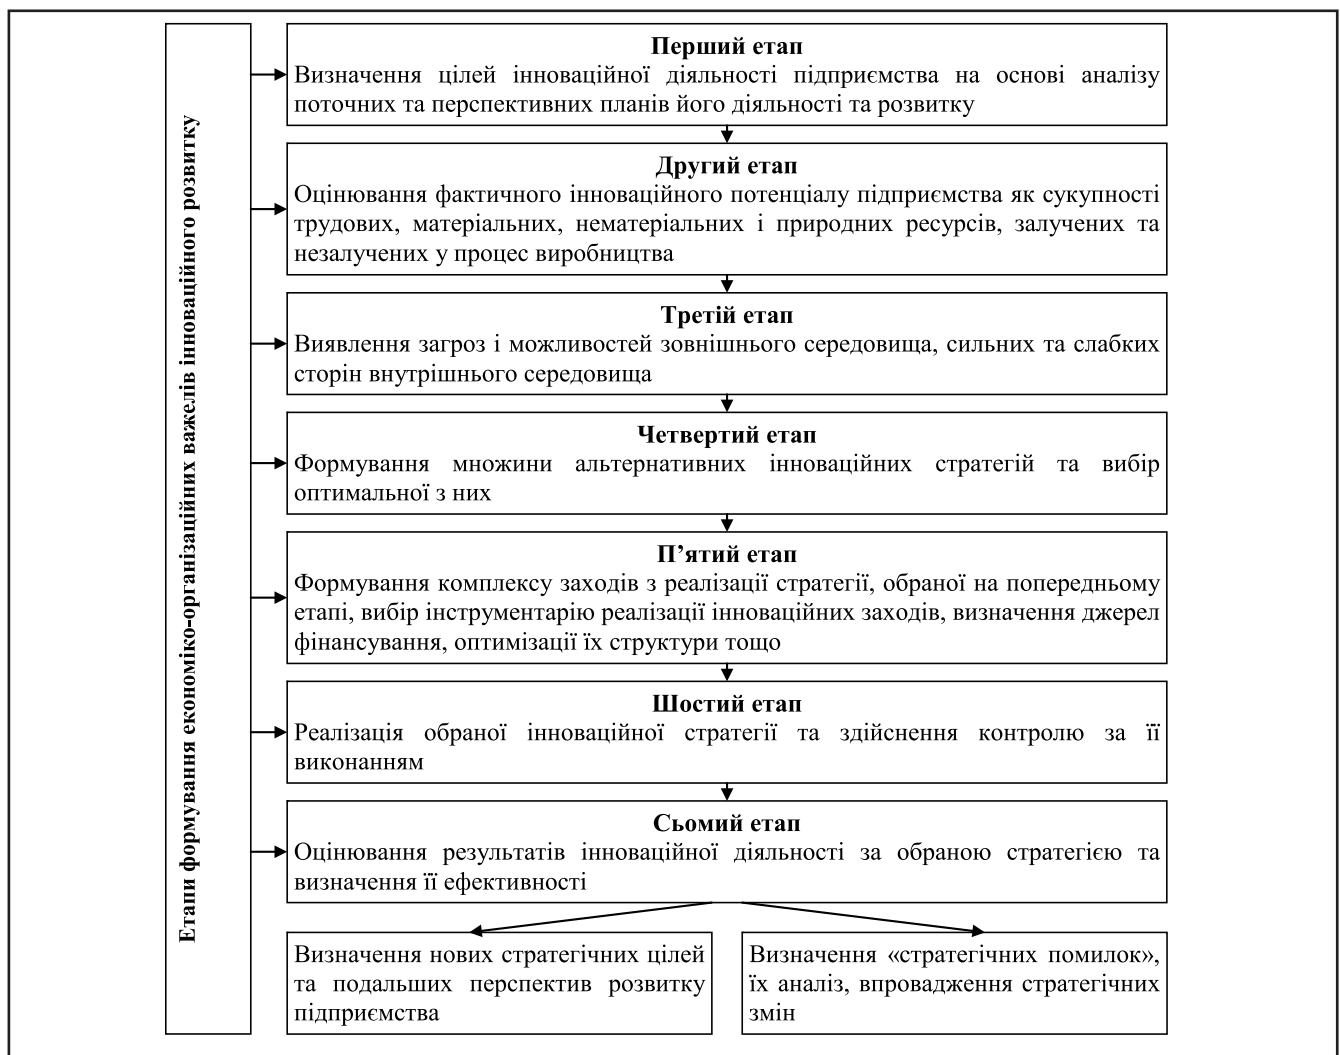 Етапи формування економіко-організаційних важелів інноваційного розвитку
Перший етап
Визначення цілей інноваційної діяльності підприємства на основі аналізу
поточних та перспективних планів його діяльності та розвитку
Другий етап
Оцінювання фактичного інноваційного потенціалу підприємства як сукупності
трудових, матеріальних, нематеріальних і природних ресурсів, залучених та
незалучених у процес виробництва
Третій етап
Виявлення загроз і можливостей зовнішнього середовища, сильних та слабких
сторін внутрішнього середовища
Четвертий етап
Формування множини альтернативних інноваційних стратегій та вибір
оптимальної з них
П’ятий етап
Формування комплексу заходів з реалізації стратегії, обраної на попередньому
етапі, вибір інструментарію реалізації інноваційних заходів, визначення джерел
фінансування, оптимізації їх структури тощо
Шостий етап
Реалізація обраної інноваційної стратегії та здійснення контролю за її
виконанням
Сьомий етап
Оцінювання результатів інноваційної діяльності за обраною стратегією та
визначення її ефективності
Визначення нових стратегічних цілей
та подальших перспектив розвитку
підприємства
Визначення «стратегічних помилок»,
їх аналіз, впровадження стратегічних
змін